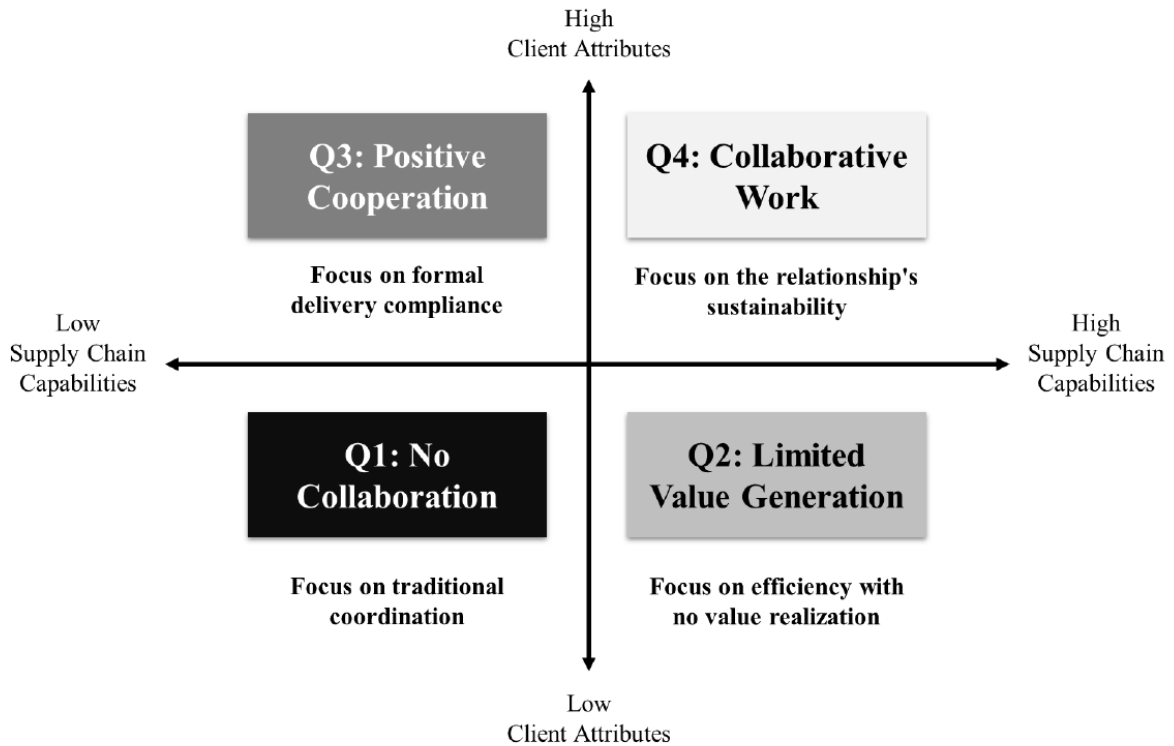 High
Client Attributes
Q3: Positive
Cooperation
Q4: Collaborative
Work
Focus on formal
delivery compliance
Focus on the relationship's
sustainability
Low
Supply Chain
Capabilities
High
Supply Chain
Capabilities
Q1: No
Collaboration
Q2: Limited
Value Generation
Focus on traditional
coordination
Focus on efficiency with
no value realization
Low
Client Attributes